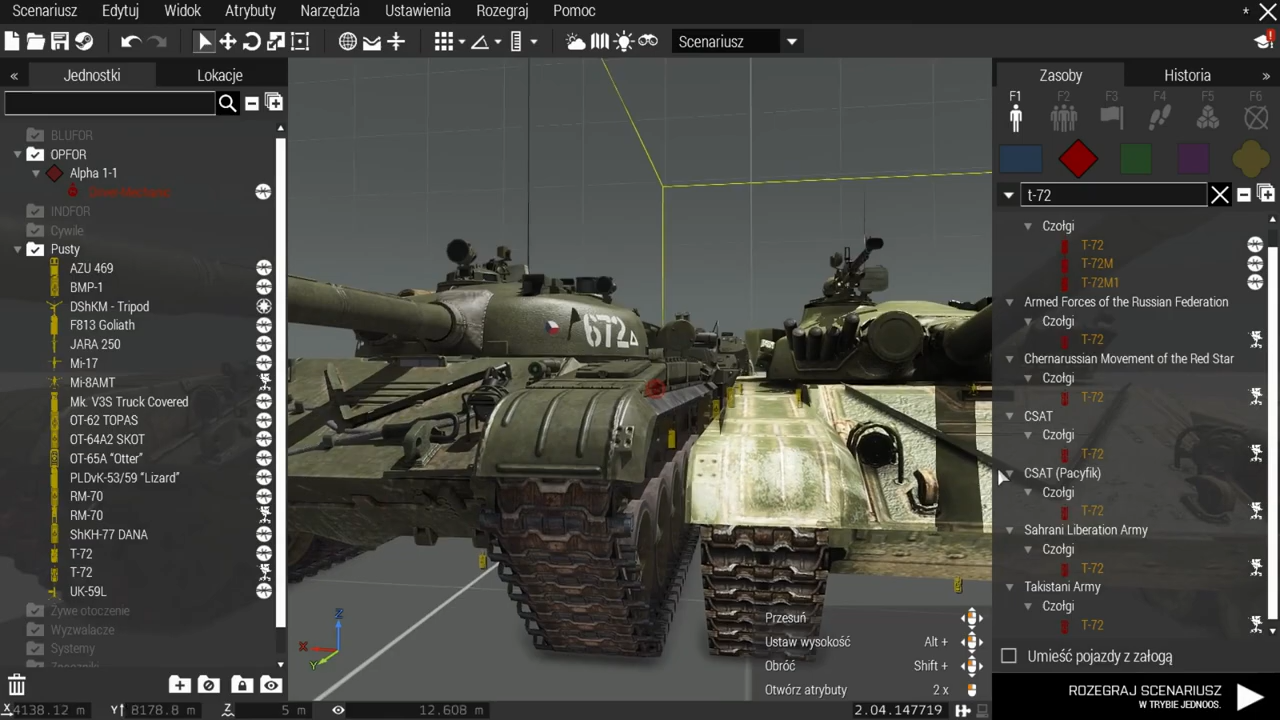 Scenariusz Edytuj Widok Atrybuty Narzędzia Ustawienia Rozegraj Pomoc *
Scenariusz
« Jednostki Lokacje
BLUFOR
OPFOR
Alpha 1-1
INDFOR
Cywile
Pusty
AZU 469
BMP-1
DShKM - Tripod
F813 Goliath
JARA 250
Mi-17
Mi-8AMT
Mk. V3S Truck Covered
OT-62 TOPAS
OT-64A2 SKOT
OT-65A "Otter"
PLDvK-53/59 "Lizard"
RM-70
RM-70
ShKH-77 DANA
T-72
T-72
UK-59L
Żywe otoczenie
Wyzwalacze
Systemy
672
Z
X
Y
Przesuń
Ustaw wysokość Alt +
Obróć Shift +
Otwórz atrybuty 2 x
Zasoby Historia »
F1 F2 F3 F4 F5 F6
t-72
Czołgi
T-72
T-72M
T-72M1
Armed Forces of the Russian Federation
Czołgi
T-72
Chernarussian Movement of the Red Star
Czołgi
T-72
CSAT
Czołgi
T-72
CSAT (Pacyfik)
Czołgi
T-72
Sahrani Liberation Army
Czołgi
T-72
Takistani Army
Czołgi
T-72
Umieść pojazdy z załogą
ROZEGRAJ SCENARIUSZ
W TRYBIE JEDNOOS.
X 4138.12 m Y 8178.8 m Z 5 m 12.608 m 2.04.147719